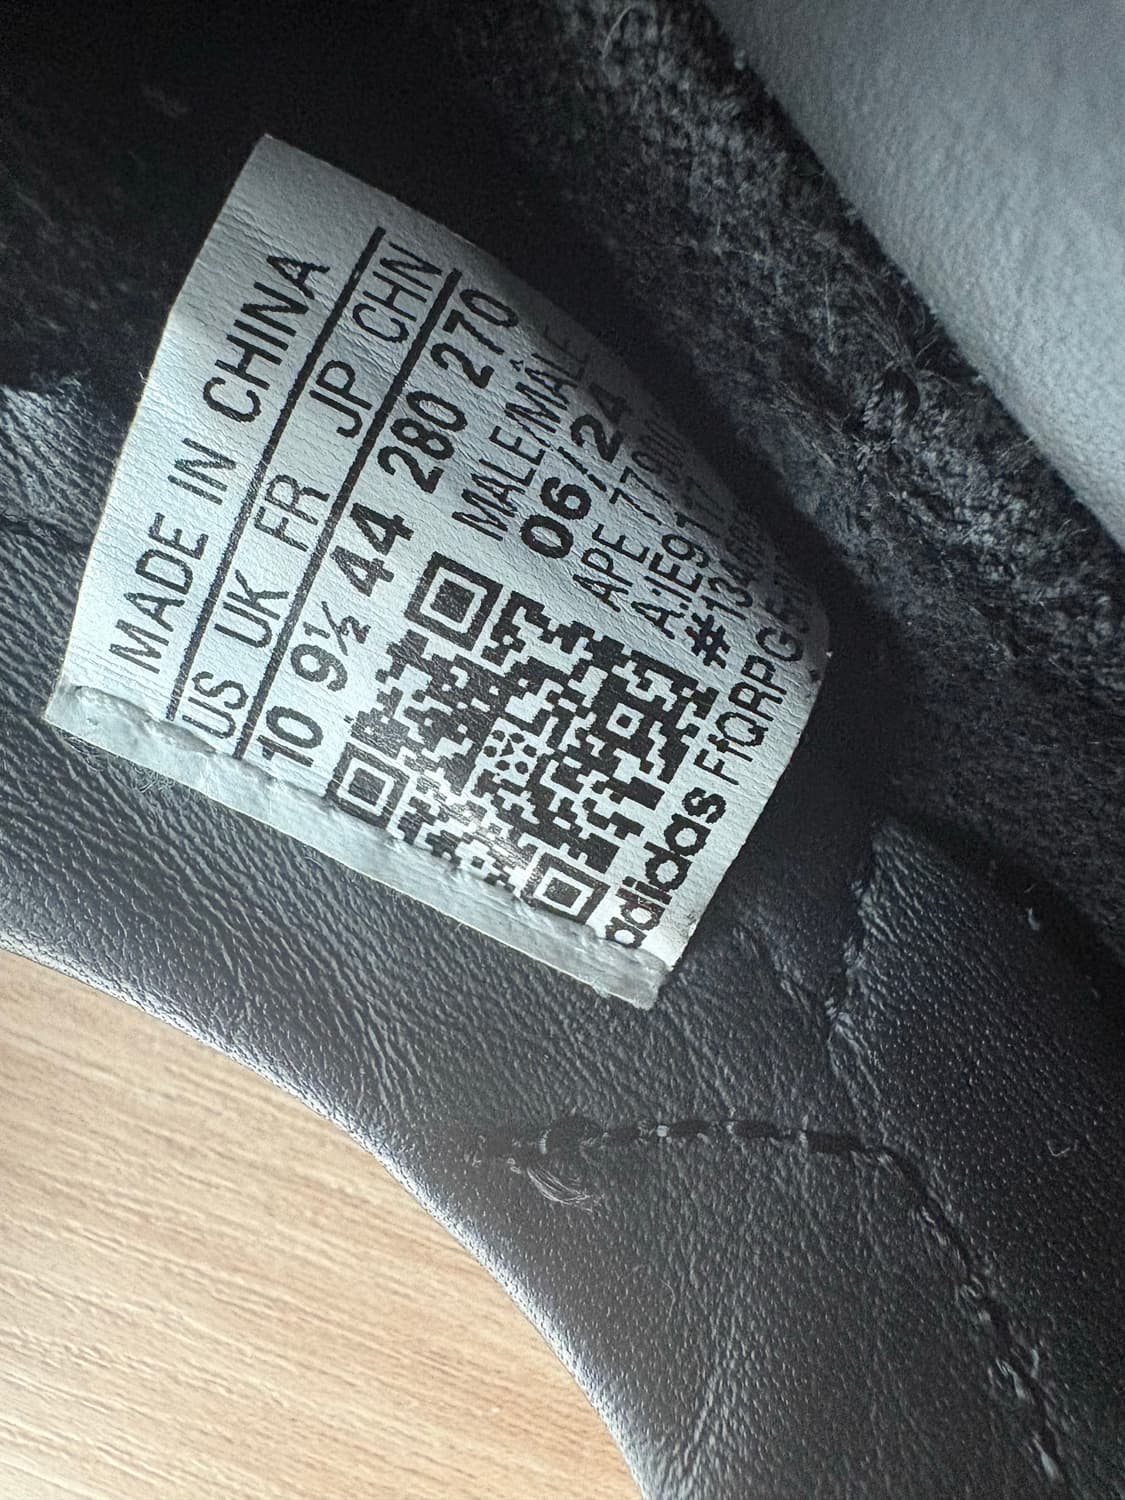 MADE IN CHINA
US UK FR JP CHN
10 9½ 44 280 270
MALE/MÂLE
06/24
APE
adidas